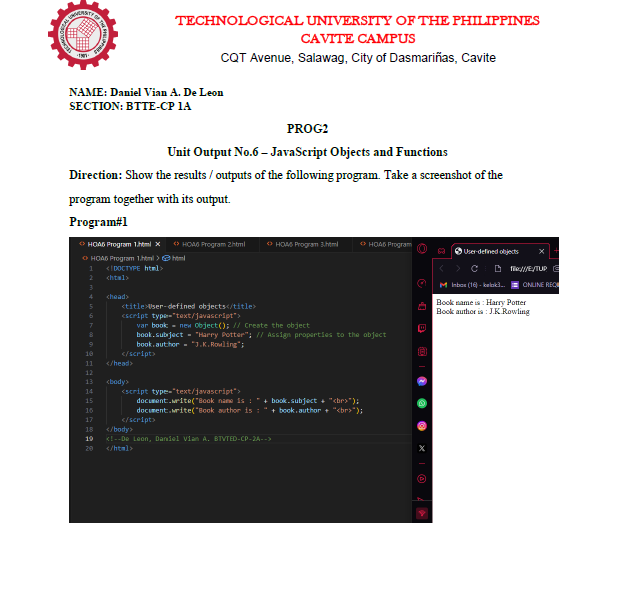 TECHNOLOGICAL UNIVERSITY OF THE PHILIPPINES
CAVITE CAMPUS
CQT Avenue, Salawag, City of Dasmariñas, Cavite
NAME: Daniel Vian A. De Leon
SECTION: BTTE-CP 1A
PROG2
Unit Output No.6 – JavaScript Objects and Functions
Direction: Show the results / outputs of the following program. Take a screenshot of the
program together with its output.
Program#1
<> HOA6 Program 1.html X <> HOA6 Program 2.html <> HOA6 Program 3.html <> HOA6 Program
<> HOA6 Program 1.html > html
1 <!DOCTYPE html>
2 <html>
3
4 <head>
5 <title>User-defined objects</title>
6 <script type="text/javascript">
7 var book = new Object(); // Create the object
8 book.subject = "Harry Potter"; // Assign properties to the object
9 book.author = "J.K.Rowling";
10 </script>
11 </head>
12
13 <body>
14 <script type="text/javascript">
15 document.write("Book name is : " + book.subject + "<br>");
16 document.write("Book author is : " + book.author + "<br>");
17 </script>
18 </body>
19 <!--De Leon, Daniel Vian A. BTVTED-CP-2A-->
20 </html>
User-defined objects ×
file:///E:/TUP
Inbox (16) - kelok3... ONLINE REQ
Book name is : Harry Potter
Book author is : J.K.Rowling